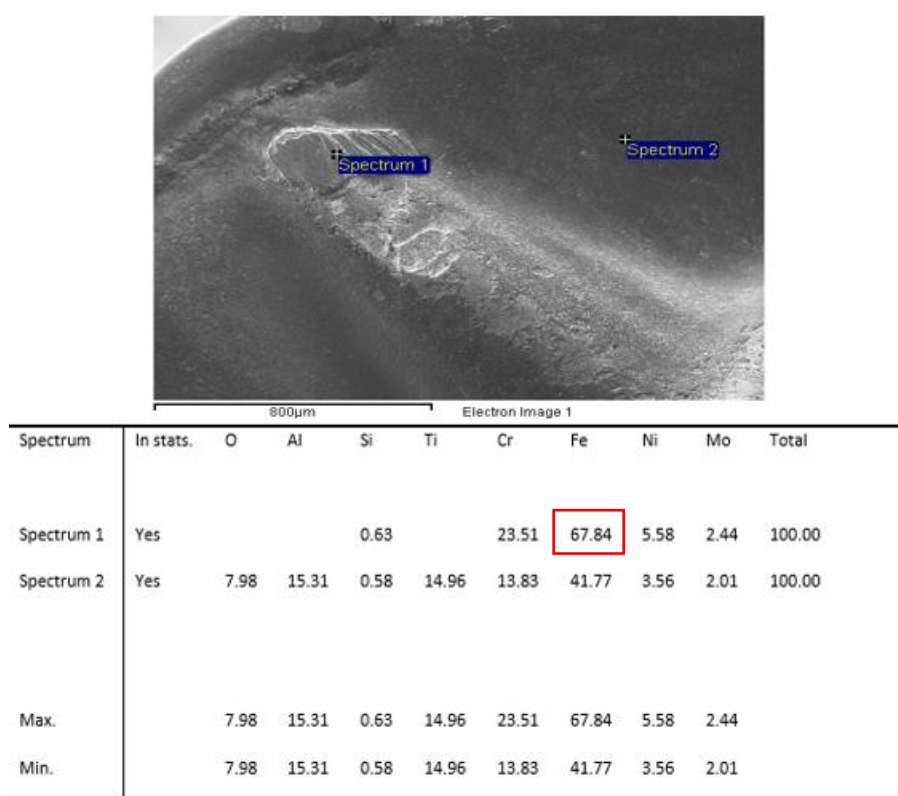 Spectrum 1
Spectrum 2
800µm Electron Image 1
Spectrum In stats. O Al Si Ti Cr Fe Ni Mo Total
Spectrum 1 Yes 0.63 23.51 67.84 5.58 2.44 100.00
Spectrum 2 Yes 7.98 15.31 0.58 14.96 13.83 41.77 3.56 2.01 100.00
Max. 7.98 15.31 0.63 14.96 23.51 67.84 5.58 2.44
Min. 7.98 15.31 0.58 14.96 13.83 41.77 3.56 2.01